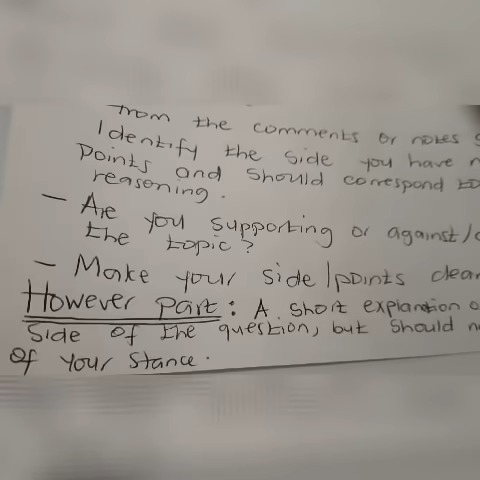 from the comments or notes
Identify the side you have
points and should correspond to
reasoning.
- Are you supporting or against/
the topic?
- Make your side/points clear
However part: A short explantion
Side of the question, but should
of your stance.